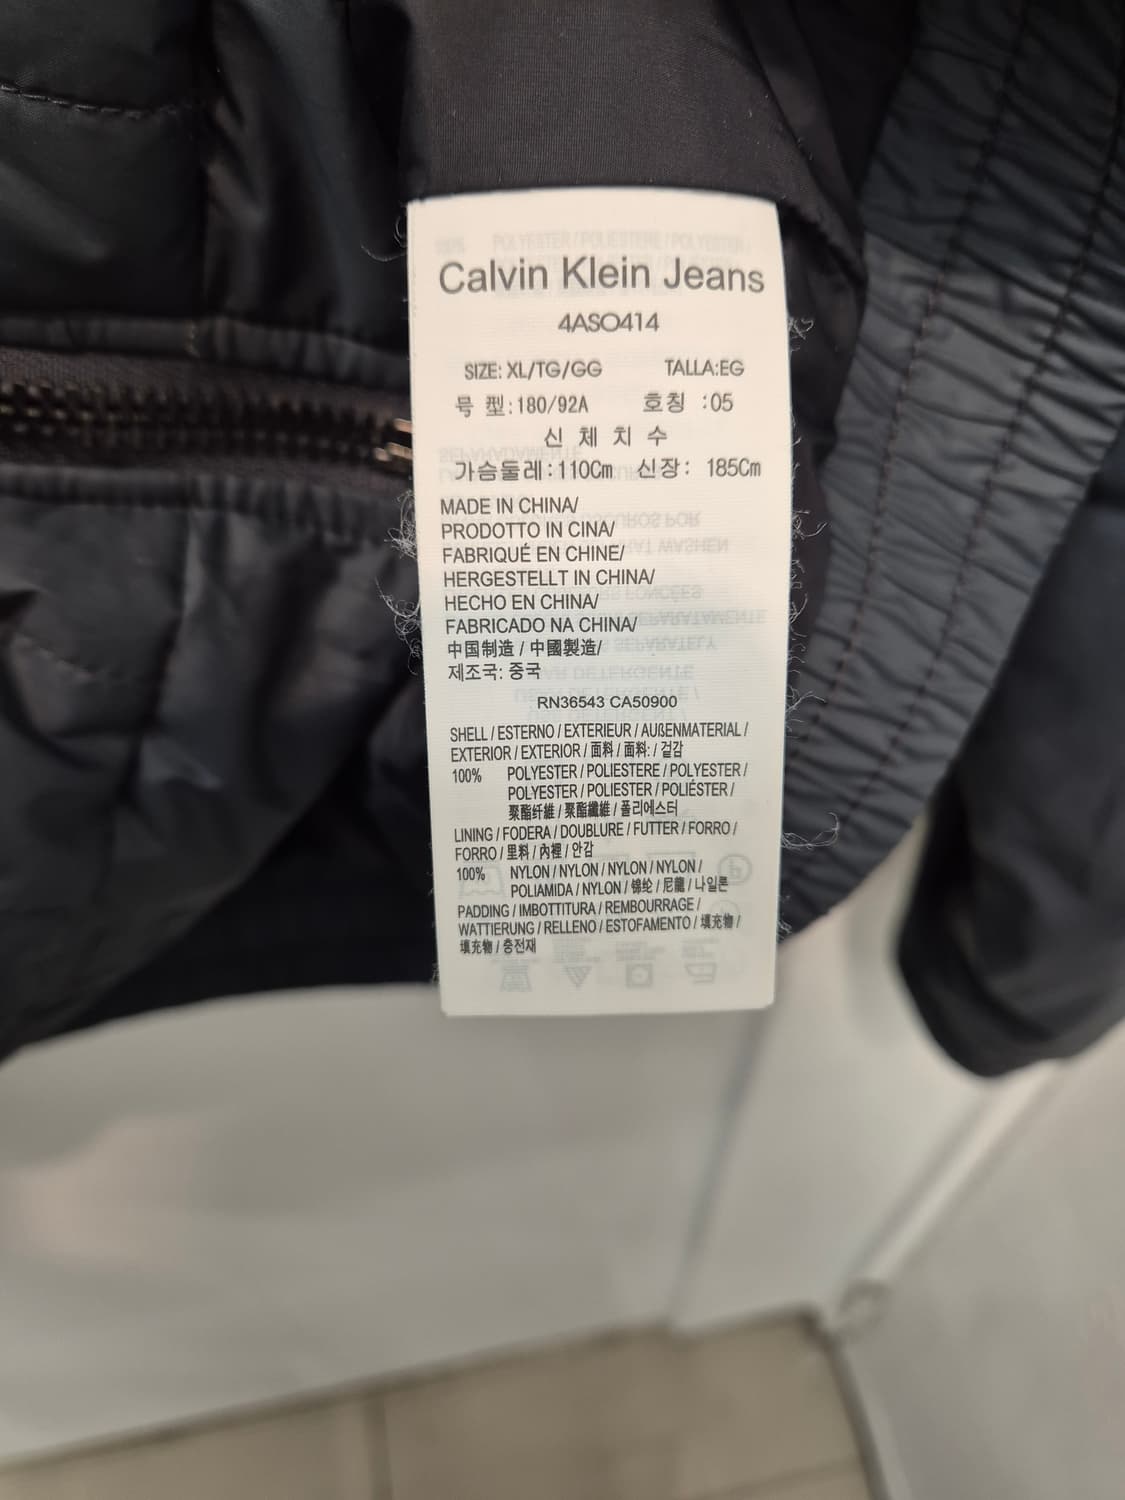 Calvin Klein Jeans
4ASO414
SIZE: XL/TG/GG TALLA:EG
号 型:180/92A 호칭 :05
신 체 치 수
가슴둘레:110Cm 신장: 185Cm
MADE IN CHINA/
PRODOTTO IN CINA/
FABRIQUÉ EN CHINE/
HERGESTELLT IN CHINA/
HECHO EN CHINA/
FABRICADO NA CHINA/
中国制造 / 中國製造/
제조국: 중국
RN36543 CA50900
SHELL / ESTERNO / EXTERIEUR / AUßENMATERIAL /
EXTERIOR / EXTERIOR / 面料 / 面料: / 겉감
100% POLYESTER / POLIESTERE / POLYESTER /
POLYESTER / POLIESTER / POLIÉSTER /
聚酯纤维 / 聚酯纖維 / 폴리에스터
LINING / FODERA / DOUBLURE / FUTTER / FORRO /
FORRO / 里料 / 內裡 / 안감
100% NYLON / NYLON / NYLON / NYLON /
POLIAMIDA / NYLON / 锦纶 / 尼龍 / 나일론
PADDING / IMBOTTITURA / REMBOURRAGE /
WATTIERUNG / RELLENO / ESTOFAMENTO / 填充物 /
填充物 / 충전재